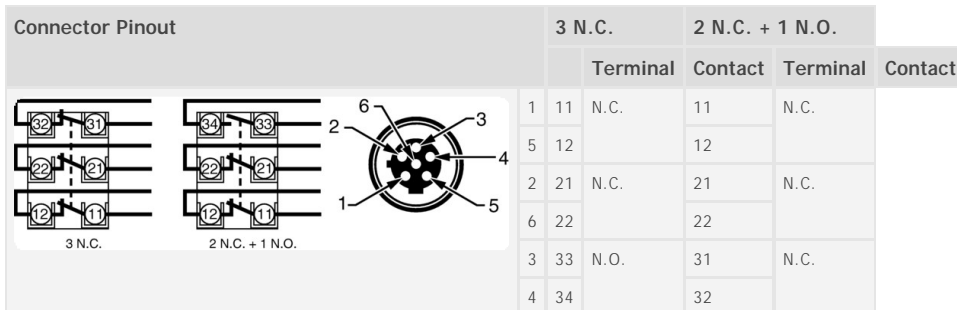 Connector Pinout 3 N.C. 2 N.C. + 1 N.O.
Terminal Contact Terminal Contact
1 11 N.C. 11 N.C.
5 12 12
2 21 N.C. 21 N.C.
6 22 22
3 33 N.O. 31 N.C.
4 34 32
32 31
22 21
12 11
3 N.C.
34 33
22 21
12 11
2 N.C. + 1 N.O.
6
2 3
4
1 5